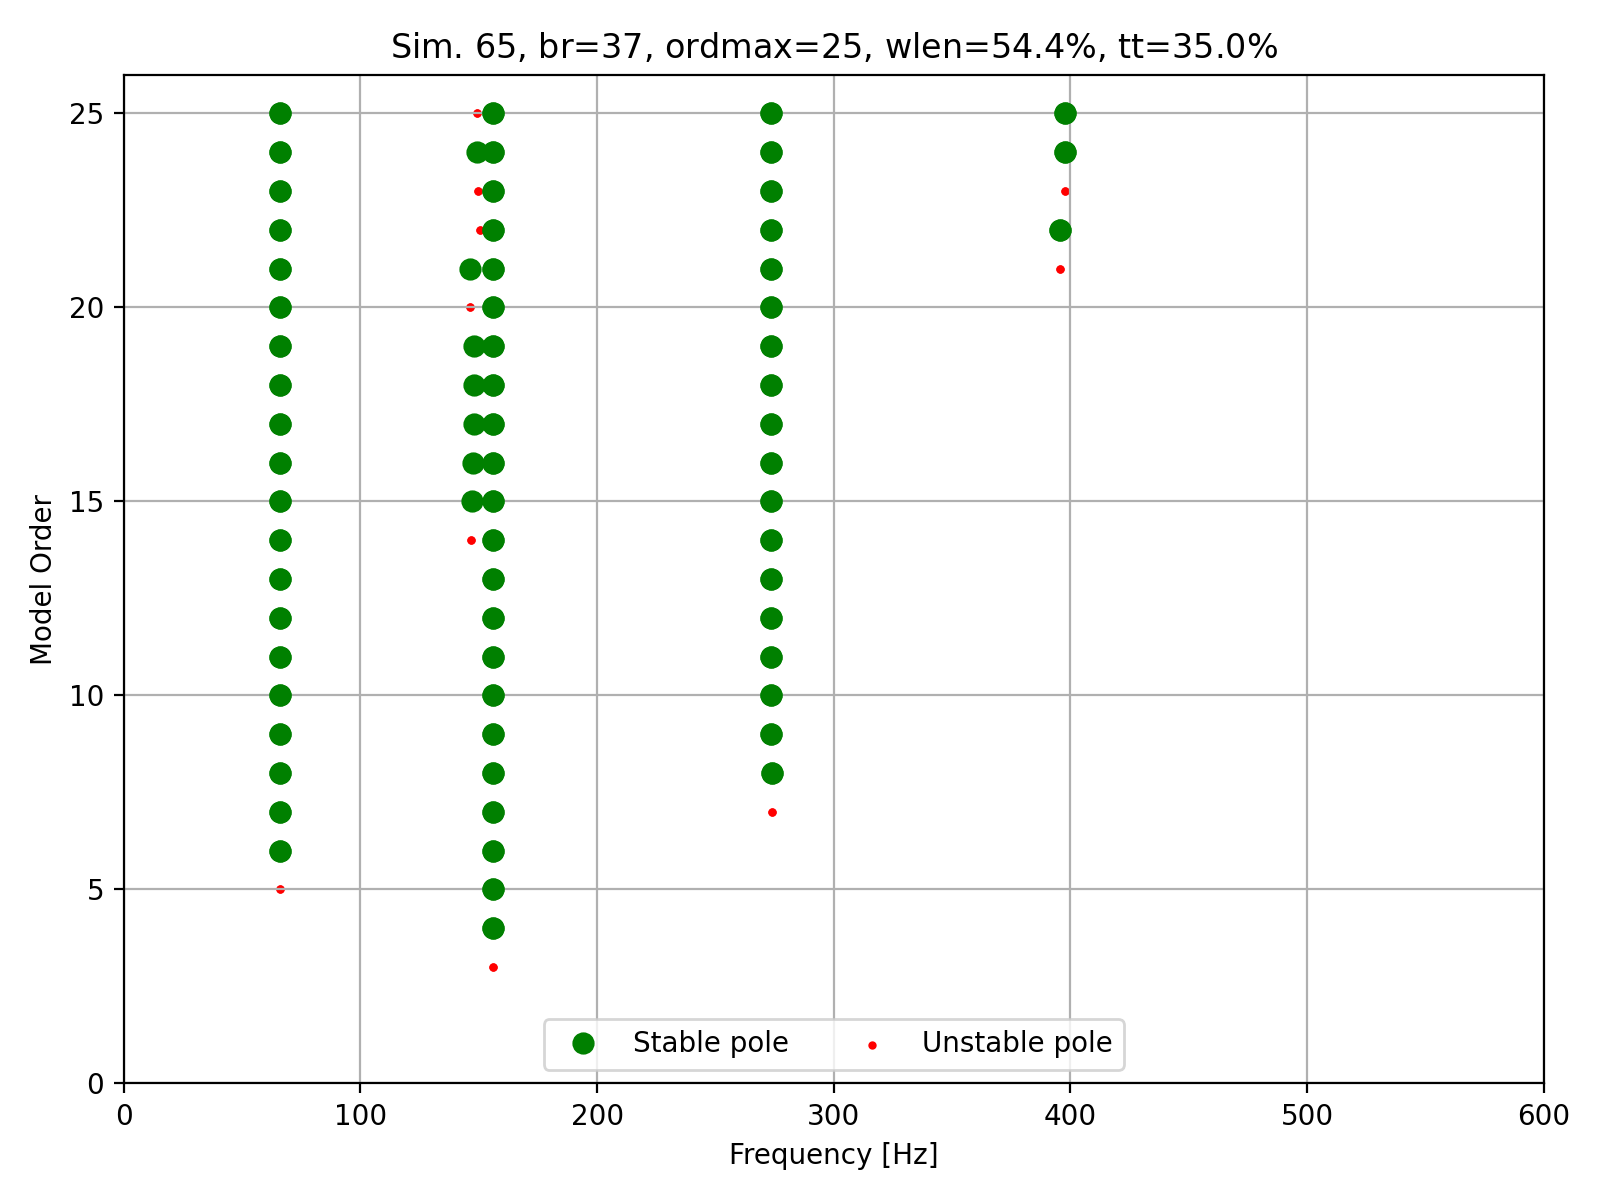 Sim. 65, br=37, ordmax=25, wlen=54.4%, tt=35.0%
25
20
15
10
5
0
Model Order
Stable pole
Unstable pole
0 100 200 300 400 500 600
Frequency [Hz]